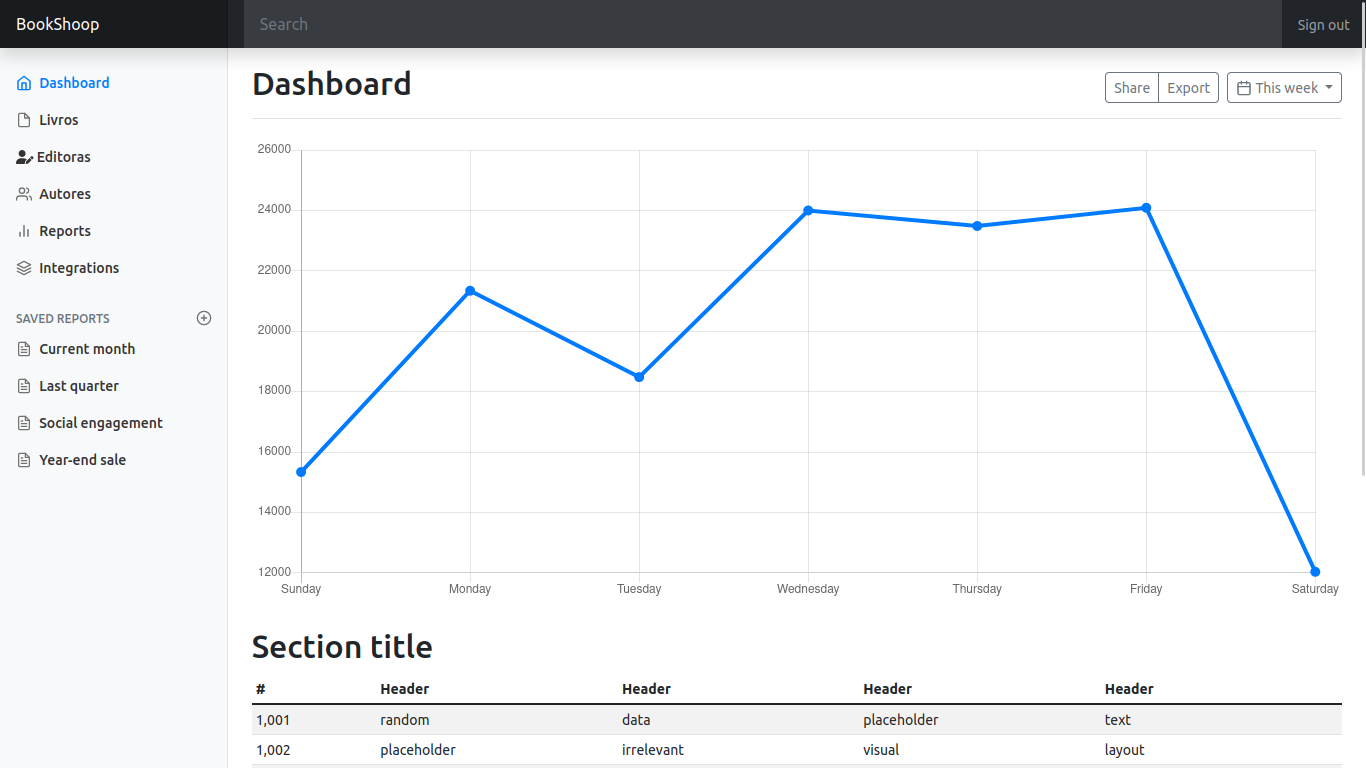 BookShoop
Search
Sign out
Dashboard
Livros
Editoras
Autores
Reports
Integrations
SAVED REPORTS
Current month
Last quarter
Social engagement
Year-end sale
Dashboard
Share Export This week
26000
24000
22000
20000
18000
16000
14000
12000
Sunday Monday Tuesday Wednesday Thursday Friday Saturday
Section title
# Header Header Header Header
1,001 random data placeholder text
1,002 placeholder irrelevant visual layout